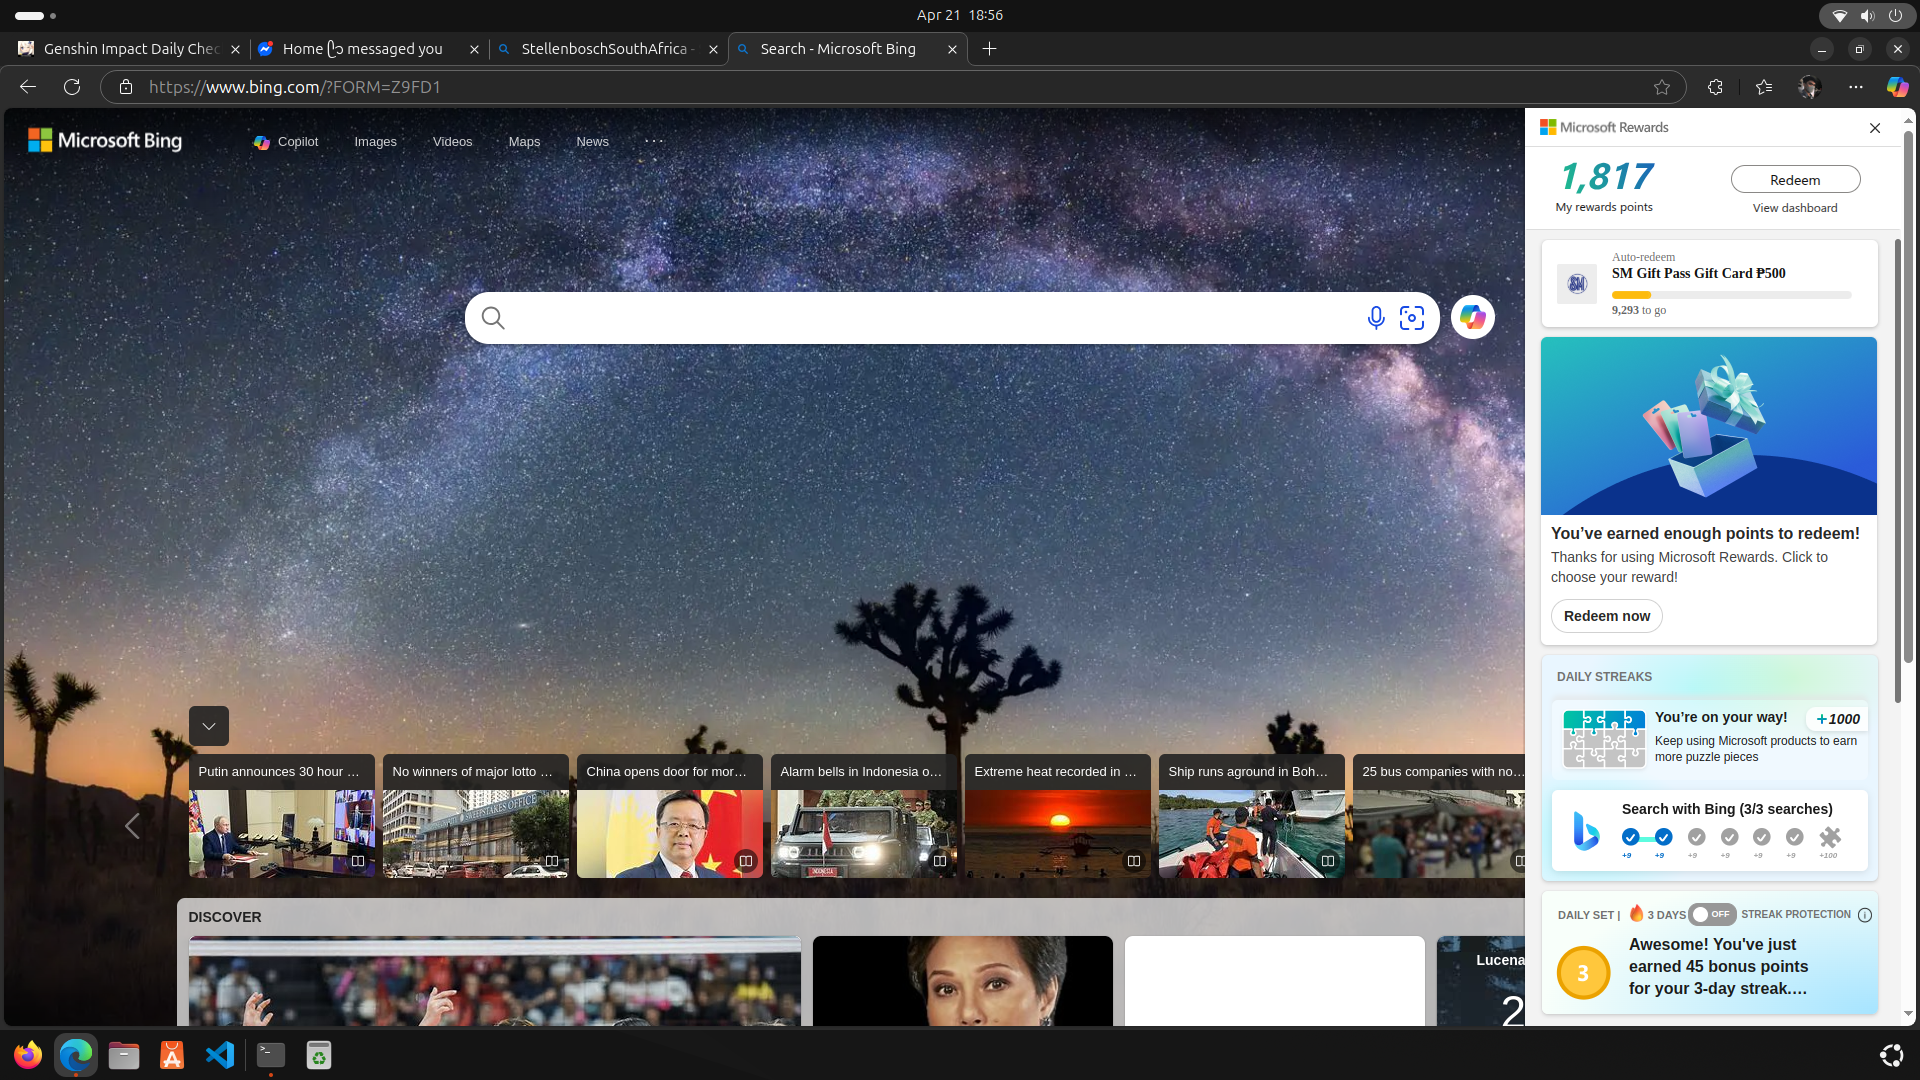 Apr 21 18:56
Genshin Impact Daily Chec
Home
messaged you
StellenboschSouthAfrica -
Search - Microsoft Bing
https://www.bing.com/?FORM=Z9FD1
Microsoft Bing
Copilot
Images
Videos
Maps
News
Microsoft Rewards
1,817
My rewards points
Redeem
View dashboard
Auto-redeem
SM Gift Pass Gift Card ₱500
9,293 to go
You've earned enough points to redeem!
Thanks for using Microsoft Rewards. Click to
choose your reward!
Redeem now
DAILY STREAKS
You're on your way!
+1000
Keep using Microsoft products to earn
more puzzle pieces
Search with Bing (3/3 searches)
+9 +9 +9 +9 +9 +9 +100
DAILY SET | 3 DAYS OFF STREAK PROTECTION
3
Awesome! You've just
earned 45 bonus points
for your 3-day streak....
Putin announces 30 hour ...
No winners of major lotto ...
China opens door for mor...
Alarm bells in Indonesia o...
Extreme heat recorded in ...
Ship runs aground in Boh...
25 bus companies with no...
SWEEPSTAKES OFFICE
INDONESIA
DISCOVER
Lucena
2